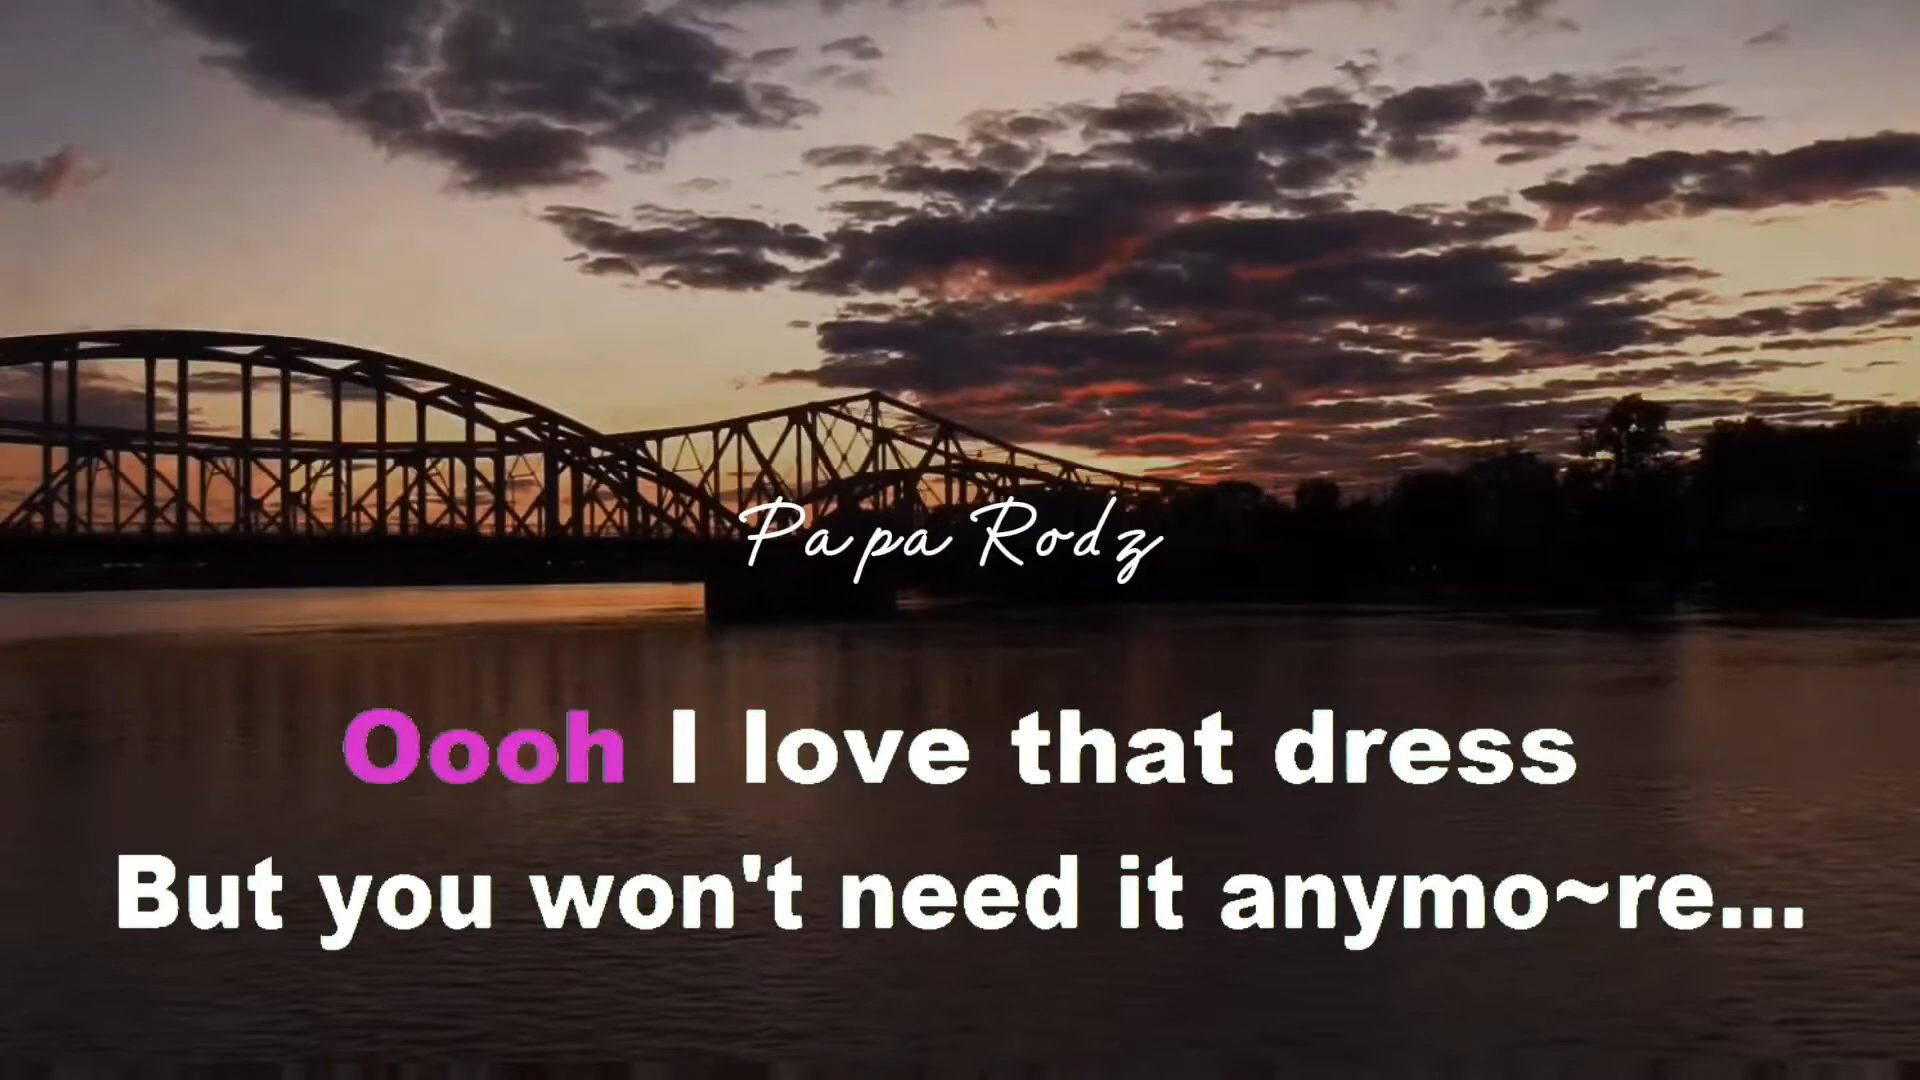 Papa Rodz
Oooh I love that dress
But you won't need it anymo~re...